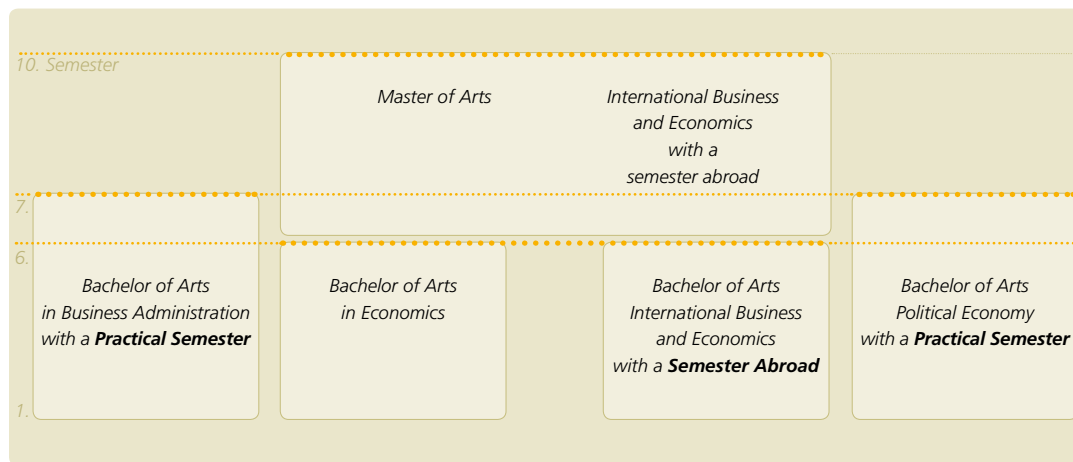 10. Semester
Master of Arts
International Business
and Economics
with a
semester abroad
7.
6.
Bachelor of Arts
in Business Administration
with a Practical Semester
Bachelor of Arts
in Economics
Bachelor of Arts
International Business
and Economics
with a Semester Abroad
Bachelor of Arts
Political Economy
with a Practical Semester
1.